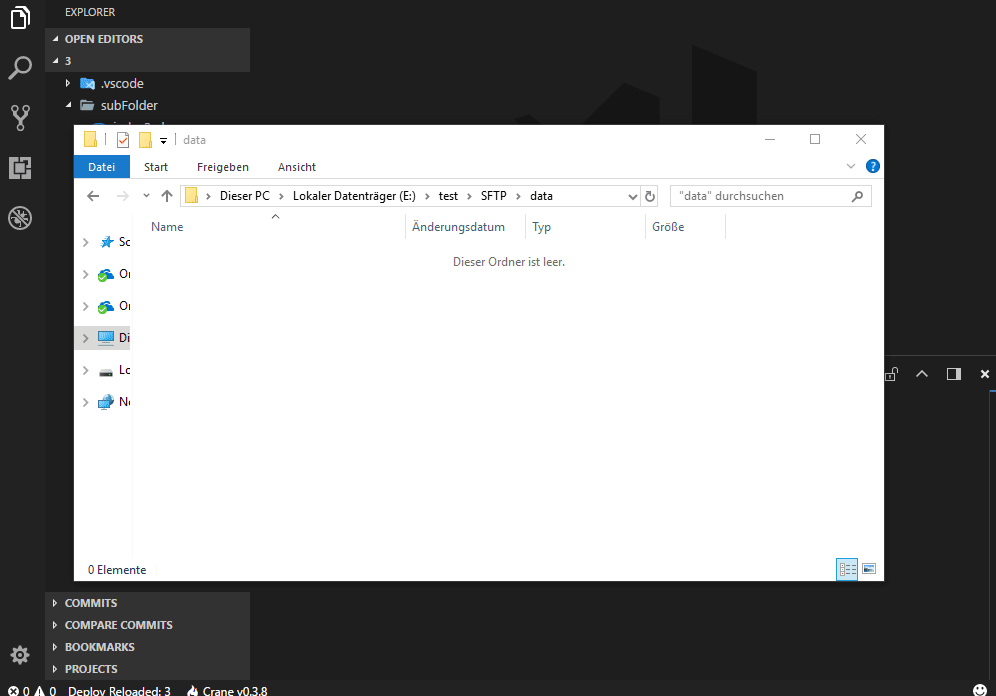 EXPLORER
OPEN EDITORS
3
.vscode
subFolder
data
Datei Start Freigeben Ansicht
Dieser PC Lokaler Datenträger (E:) test SFTP data "data" durchsuchen
Name Änderungsdatum Typ Größe
Dieser Ordner ist leer.
Sc
Or
Or
Di
Lo
Ne
0 Elemente
COMMITS
COMPARE COMMITS
BOOKMARKS
PROJECTS
0 0 Deploy Reloaded: 3 Crane v0.3.8